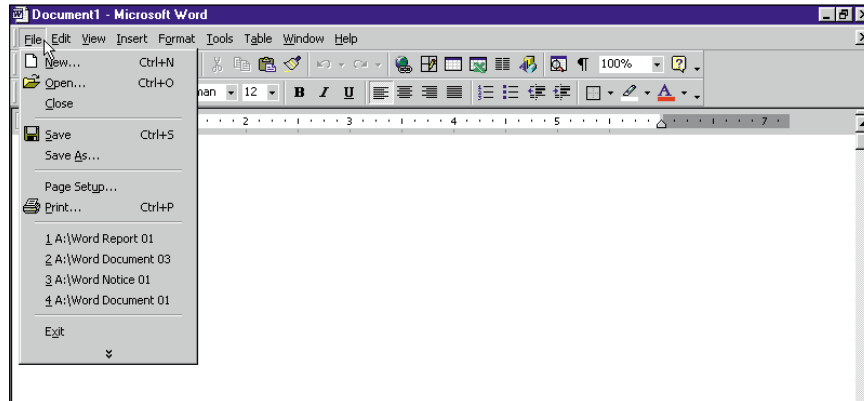 Document1 - Microsoft Word
File Edit View Insert Format Tools Table Window Help
New... Ctrl+N
100%
Open... Ctrl+O
12 B I U A
Close
2 3 4 5 7
Save Ctrl+S
Save As...
Page Setup...
Print... Ctrl+P
1 A:\Word Report 01
2 A:\Word Document 03
3 A:\Word Notice 01
4 A:\Word Document 01
Exit